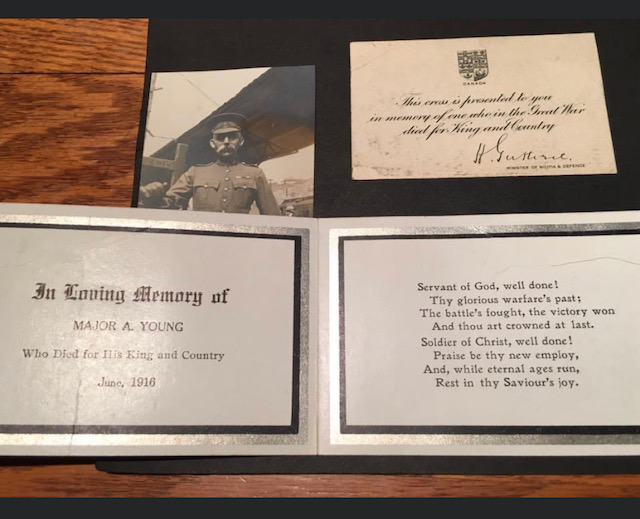 CANADA
This cross is presented to you
in memory of one who in the Great War
died for King and Country
H. Guthrie.
MINISTER OF MILITIA & DEFENCE
In Loving Memory of
MAJOR A. YOUNG
Who Died for His King and Country
June, 1916
Servant of God, well done!
Thy glorious warfare's past;
The battle's fought, the victory won
And thou art crowned at last.
Soldier of Christ, well done!
Praise be thy new employ,
And, while eternal ages run,
Rest in thy Saviour's joy.